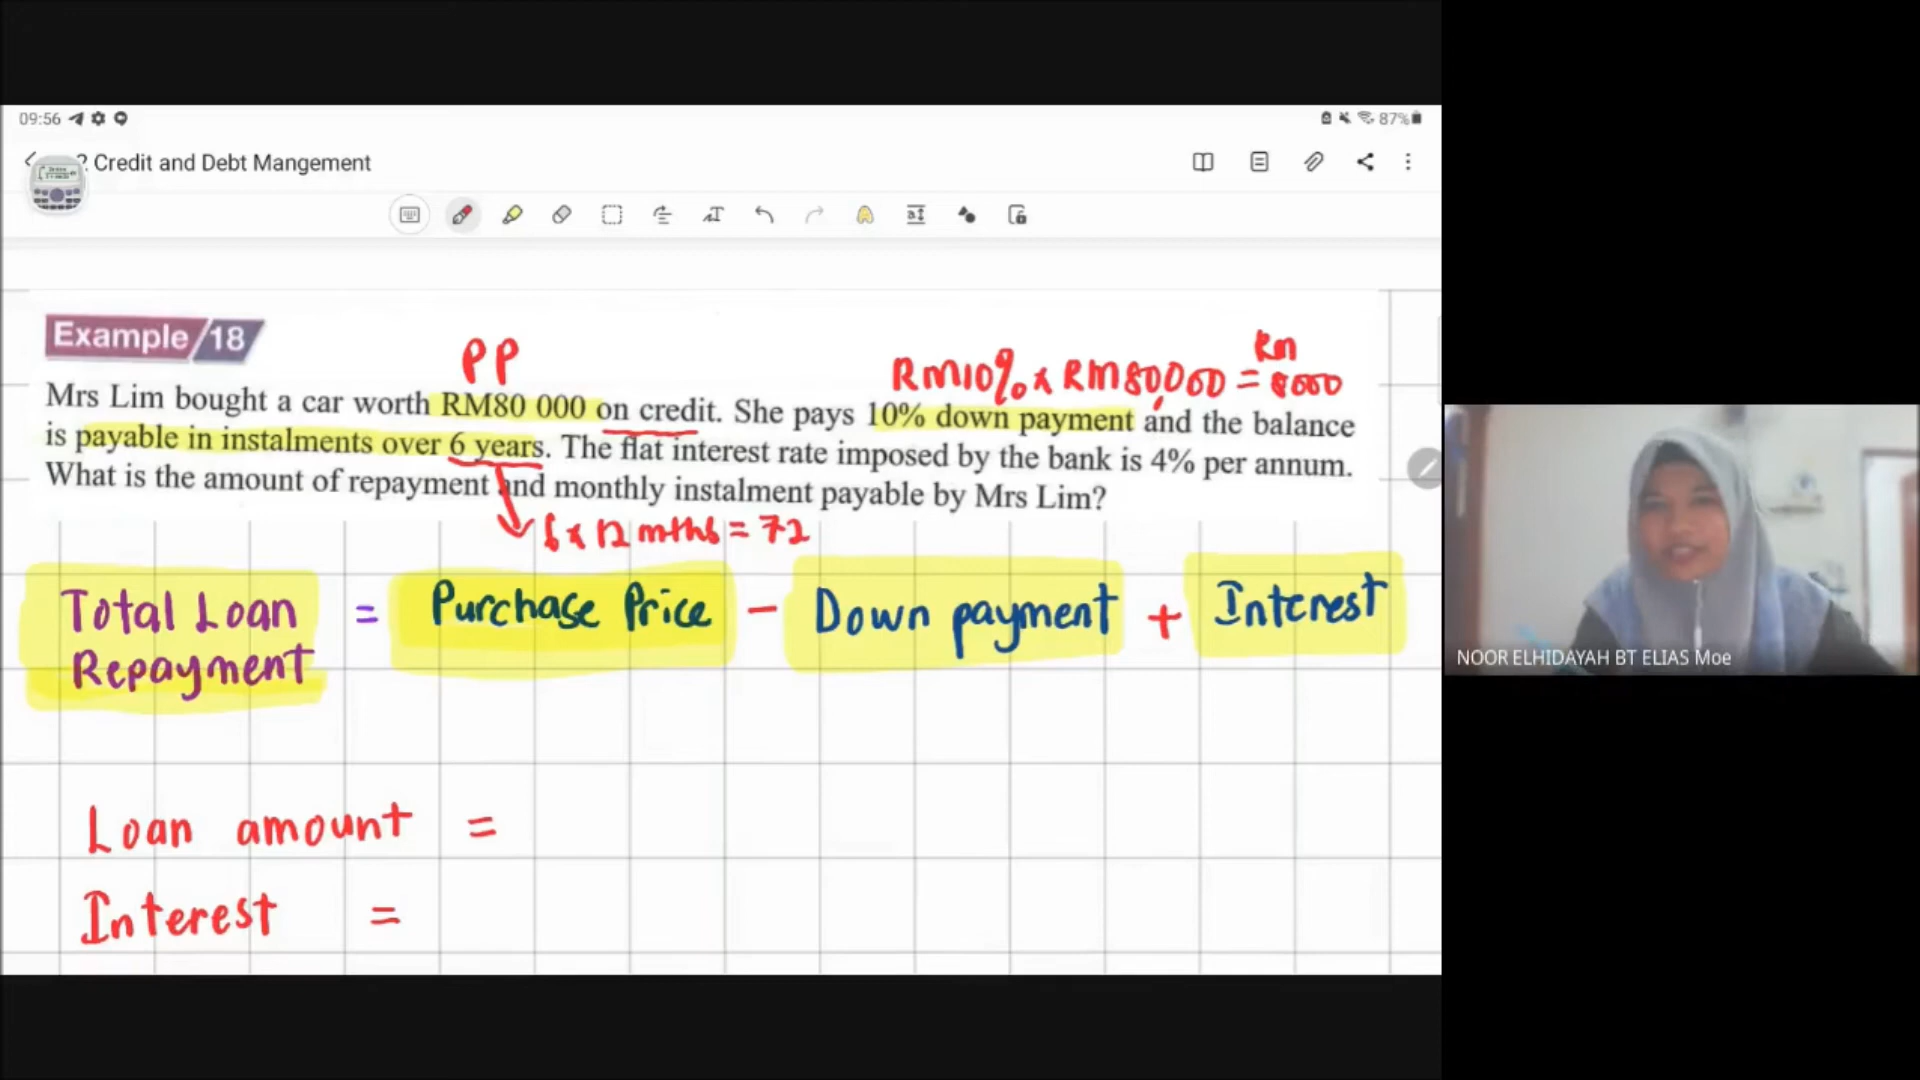 09:56
87%
? Credit and Debt Mangement
Example 18
PP
RM10% x RM80,000 = RM 8000
Mrs Lim bought a car worth RM80 000 on credit. She pays 10% down payment and the balance
is payable in instalments over 6 years. The flat interest rate imposed by the bank is 4% per annum.
What is the amount of repayment and monthly instalment payable by Mrs Lim?
6 x 12 mths = 72
Total Loan Repayment = Purchase Price - Down payment + Interest
Loan amount =
Interest =
NOOR ELHIDAYAH BT ELIAS Moe